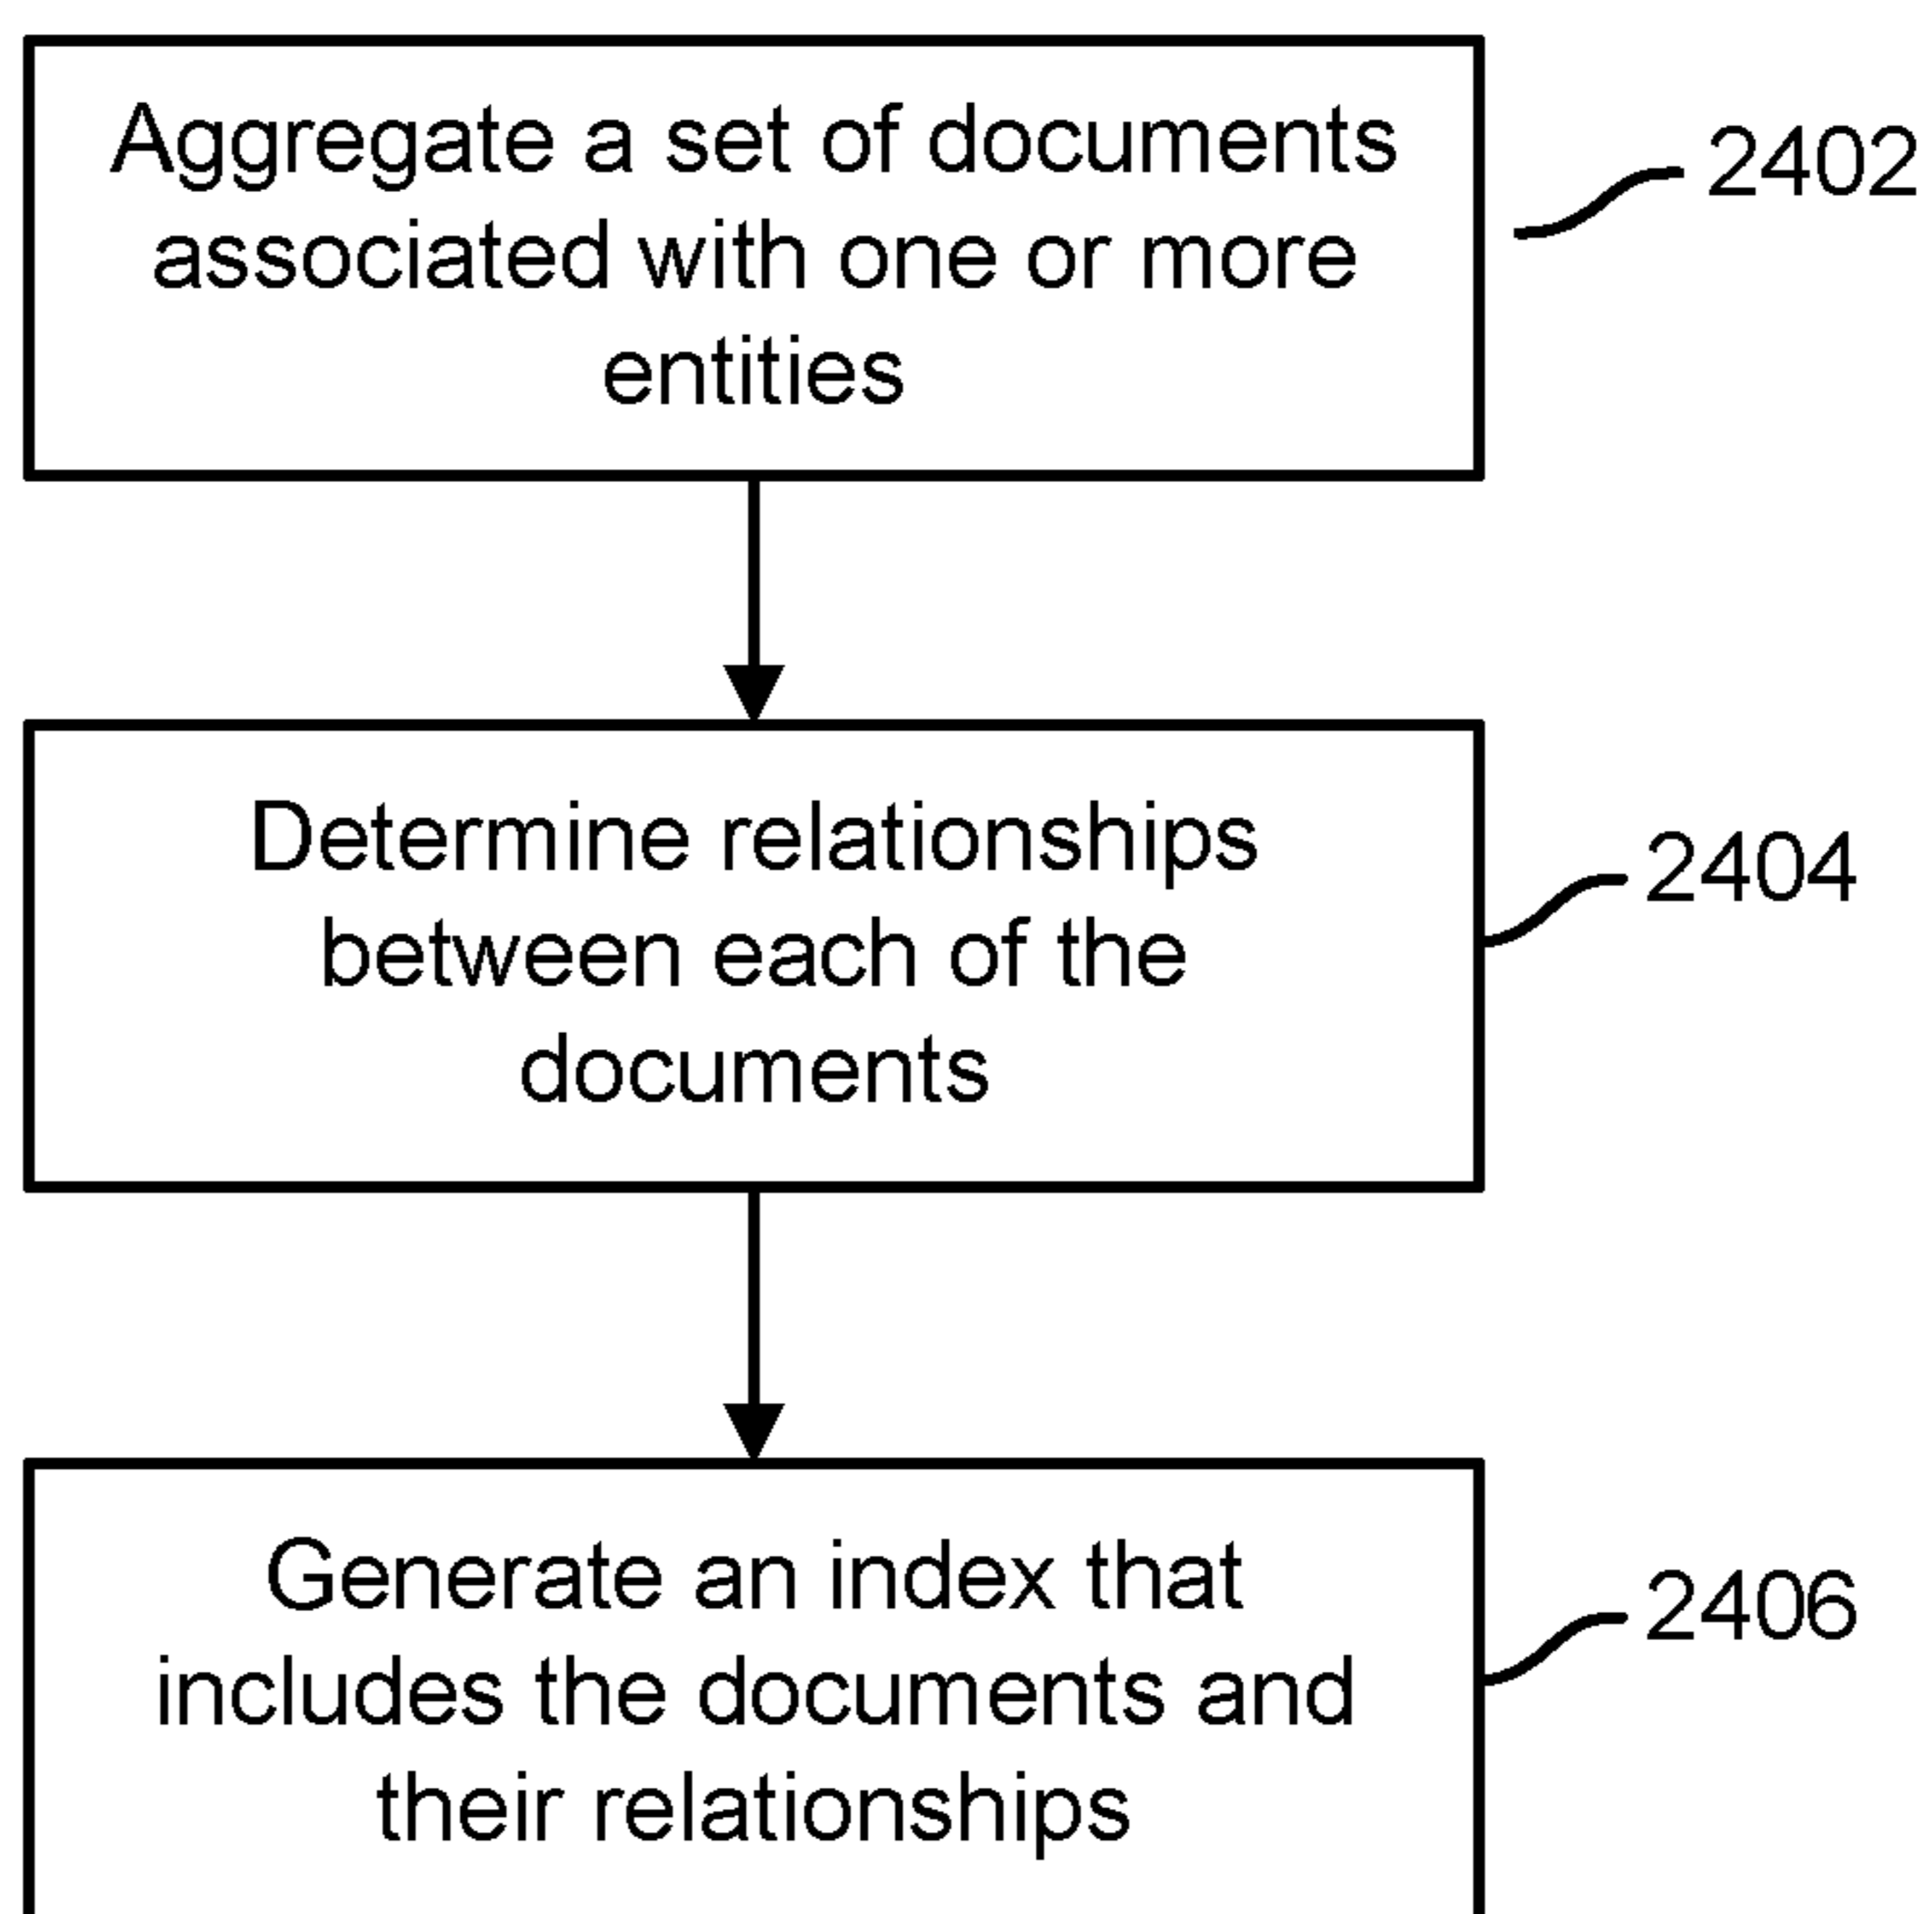 Aggregate a set of documents
associated with one or more
entities
2402
Determine relationships
between each of the
documents
2404
Generate an index that
includes the documents and
their relationships
2406